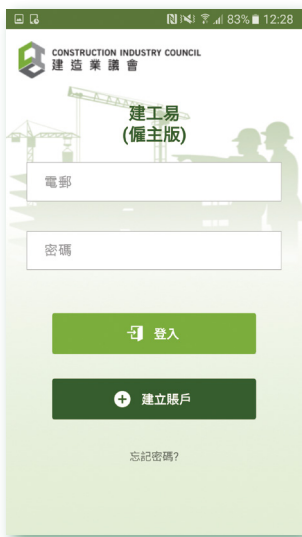 83% 12:28
CONSTRUCTION INDUSTRY COUNCIL
建造業議會
建工易
(僱主版)
電郵
密碼
登入
建立賬戶
忘記密碼?